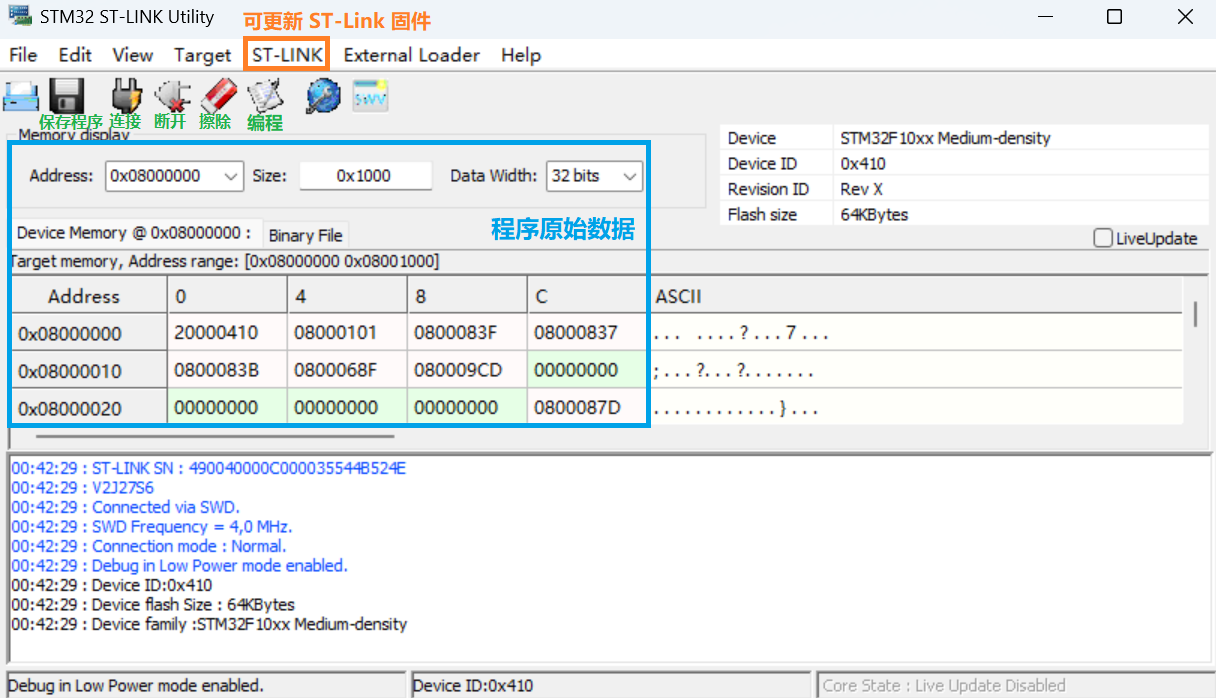 STM32 ST-LINK Utility
可更新 ST-Link 固件
File Edit View Target ST-LINK External Loader Help
SWV
保存程序 连接 断开 擦除 编程
Memory display
Address: 0x08000000 Size: 0x1000 Data Width: 32 bits
Device STM32F10xx Medium-density
Device ID 0x410
Revision ID Rev X
Flash size 64KBytes
LiveUpdate
程序原始数据
Device Memory @ 0x08000000 : Binary File
Target memory, Address range: [0x08000000 0x08001000]
Address 0 4 8 C ASCII
0x08000000 20000410 08000101 0800083F 08000837 ... ....?...7...
0x08000010 0800083B 0800068F 080009CD 00000000 ;...?...?.......
0x08000020 00000000 00000000 00000000 0800087D ............}...
00:42:29 : ST-LINK SN : 490040000C000035544B524E
00:42:29 : V2J27S6
00:42:29 : Connected via SWD.
00:42:29 : SWD Frequency = 4,0 MHz.
00:42:29 : Connection mode : Normal.
00:42:29 : Debug in Low Power mode enabled.
00:42:29 : Device ID:0x410
00:42:29 : Device flash Size : 64KBytes
00:42:29 : Device family :STM32F10xx Medium-density
Debug in Low Power mode enabled. Device ID:0x410 Core State : Live Update Disabled